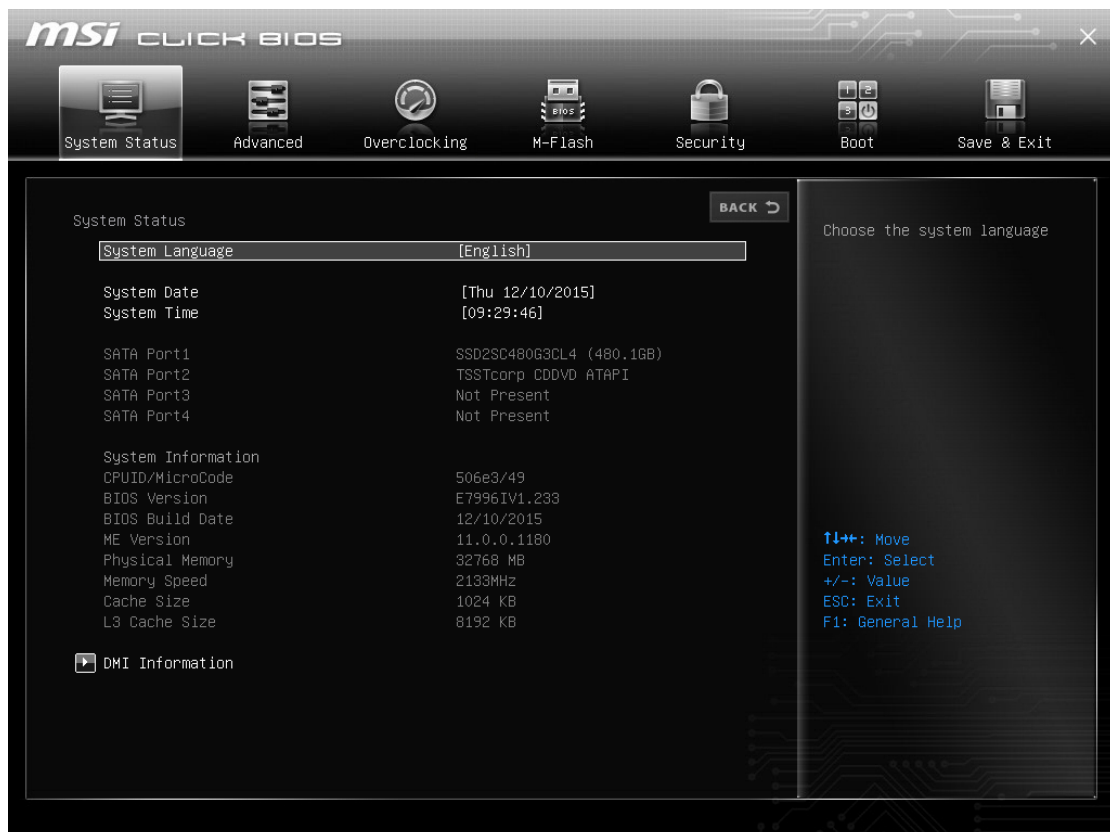 msi CLICK BIOS
System Status Advanced Overclocking M-Flash Security Boot Save & Exit
BIOS
1 2
3
BACK
System Status
System Language [English]
System Date [Thu 12/10/2015]
System Time [09:29:46]
SATA Port1 SSD2SC480G3CL4 (480.1GB)
SATA Port2 TSSTcorp CDDVD ATAPI
SATA Port3 Not Present
SATA Port4 Not Present
System Information
CPUID/MicroCode 506e3/49
BIOS Version E7996IV1.233
BIOS Build Date 12/10/2015
ME Version 11.0.0.1180
Physical Memory 32768 MB
Memory Speed 2133MHz
Cache Size 1024 KB
L3 Cache Size 8192 KB
DMI Information
Choose the system language
↑↓→←: Move
Enter: Select
+/-: Value
ESC: Exit
F1: General Help